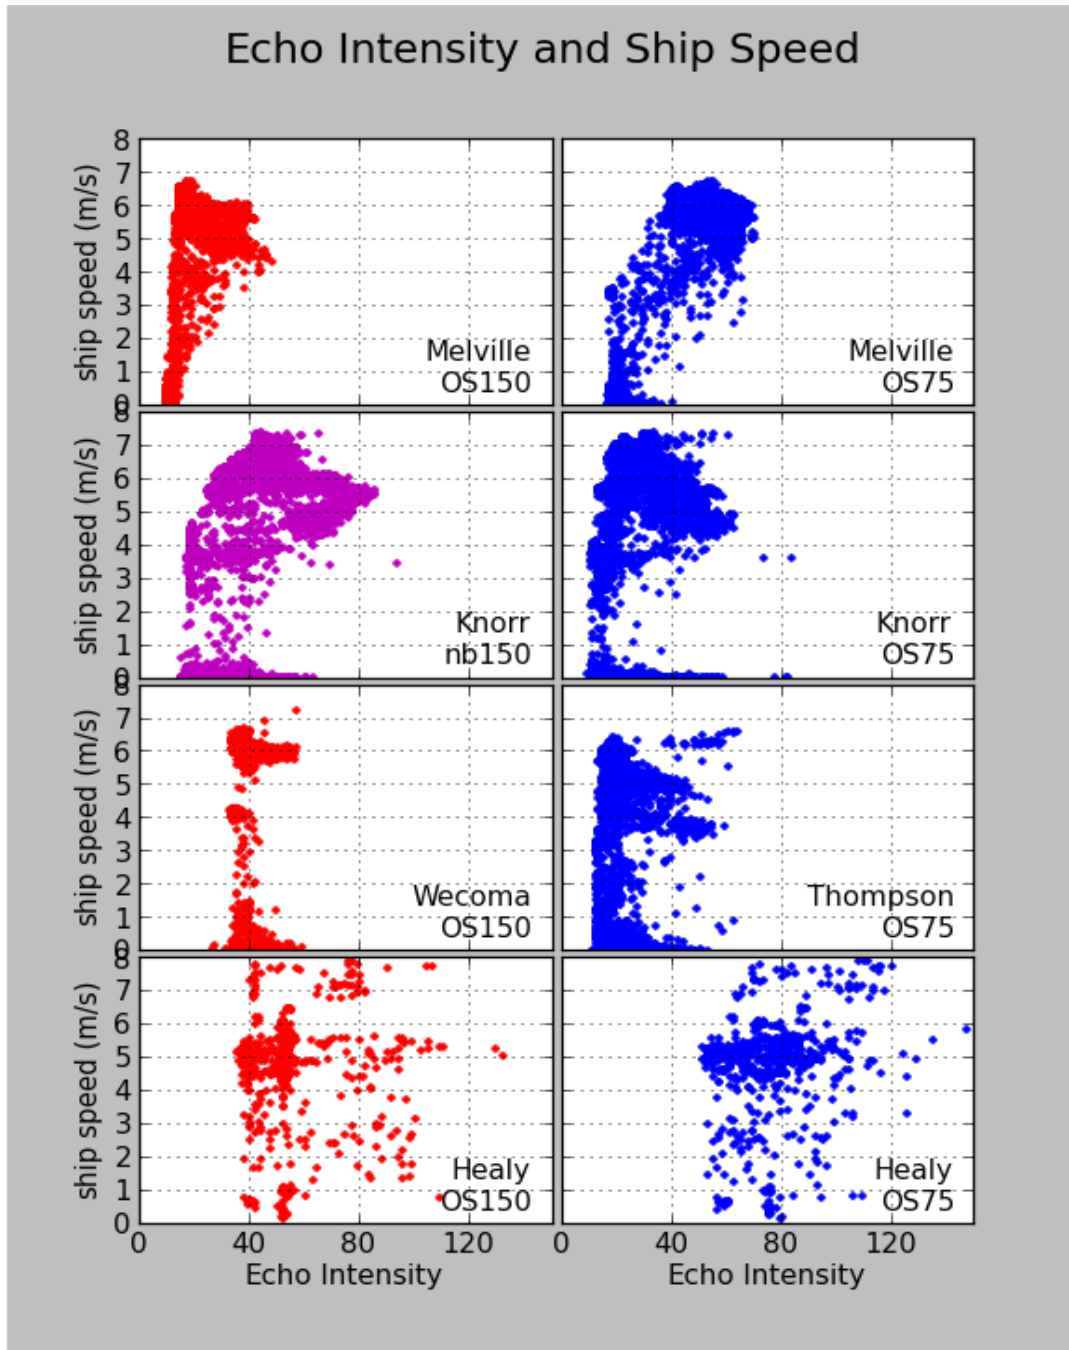 Echo Intensity and Ship Speed
8
7
6
5
4
3
2
1
0
ship speed (m/s)
Melville
OS150
Melville
OS75
8
7
6
5
4
3
2
1
0
ship speed (m/s)
Knorr
nb150
Knorr
OS75
8
7
6
5
4
3
2
1
0
ship speed (m/s)
Wecoma
OS150
Thompson
OS75
8
7
6
5
4
3
2
1
0
ship speed (m/s)
Healy
OS150
Healy
OS75
0 40 80 120 0 40 80 120
Echo Intensity Echo Intensity